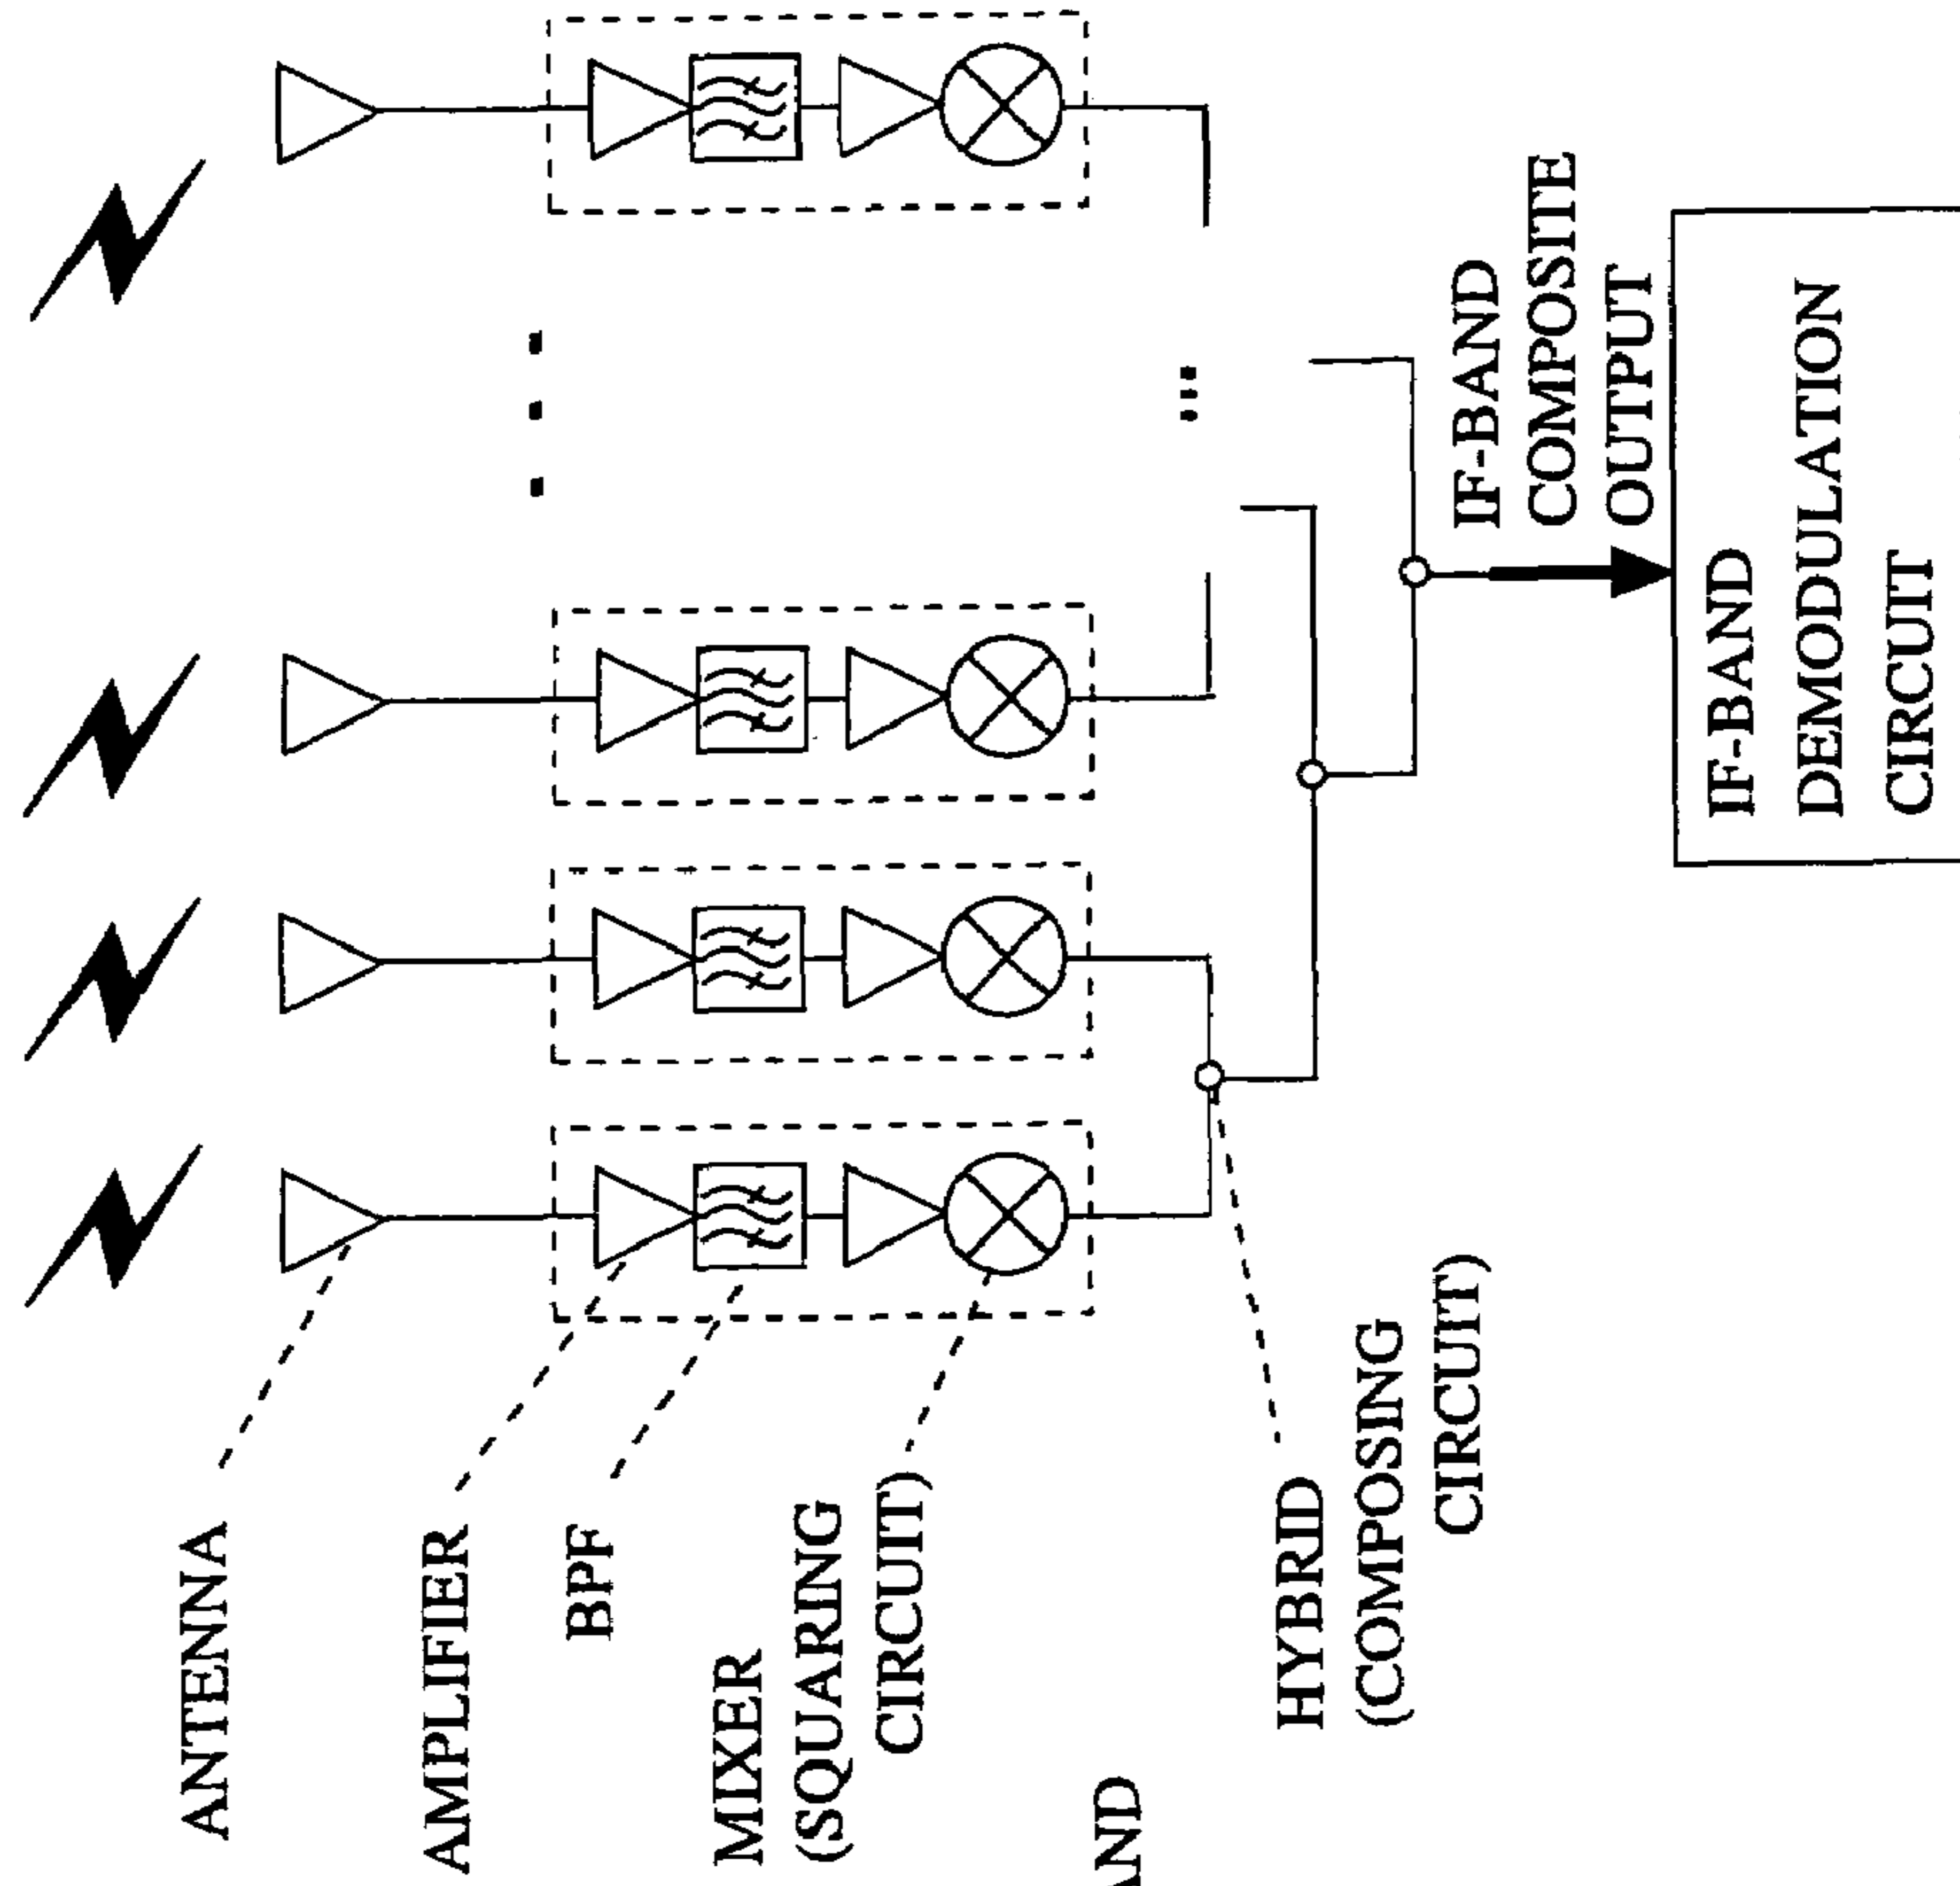 ANTENNA
AMPLIFIER
BPF
MIXER
(SQUARING
CIRCUIT)
HYBRID
(COMPOSING
CIRCUIT)
IF-BAND
COMPOSITE
OUTPUT
IF-BAND
DEMODULATION
CIRCUIT